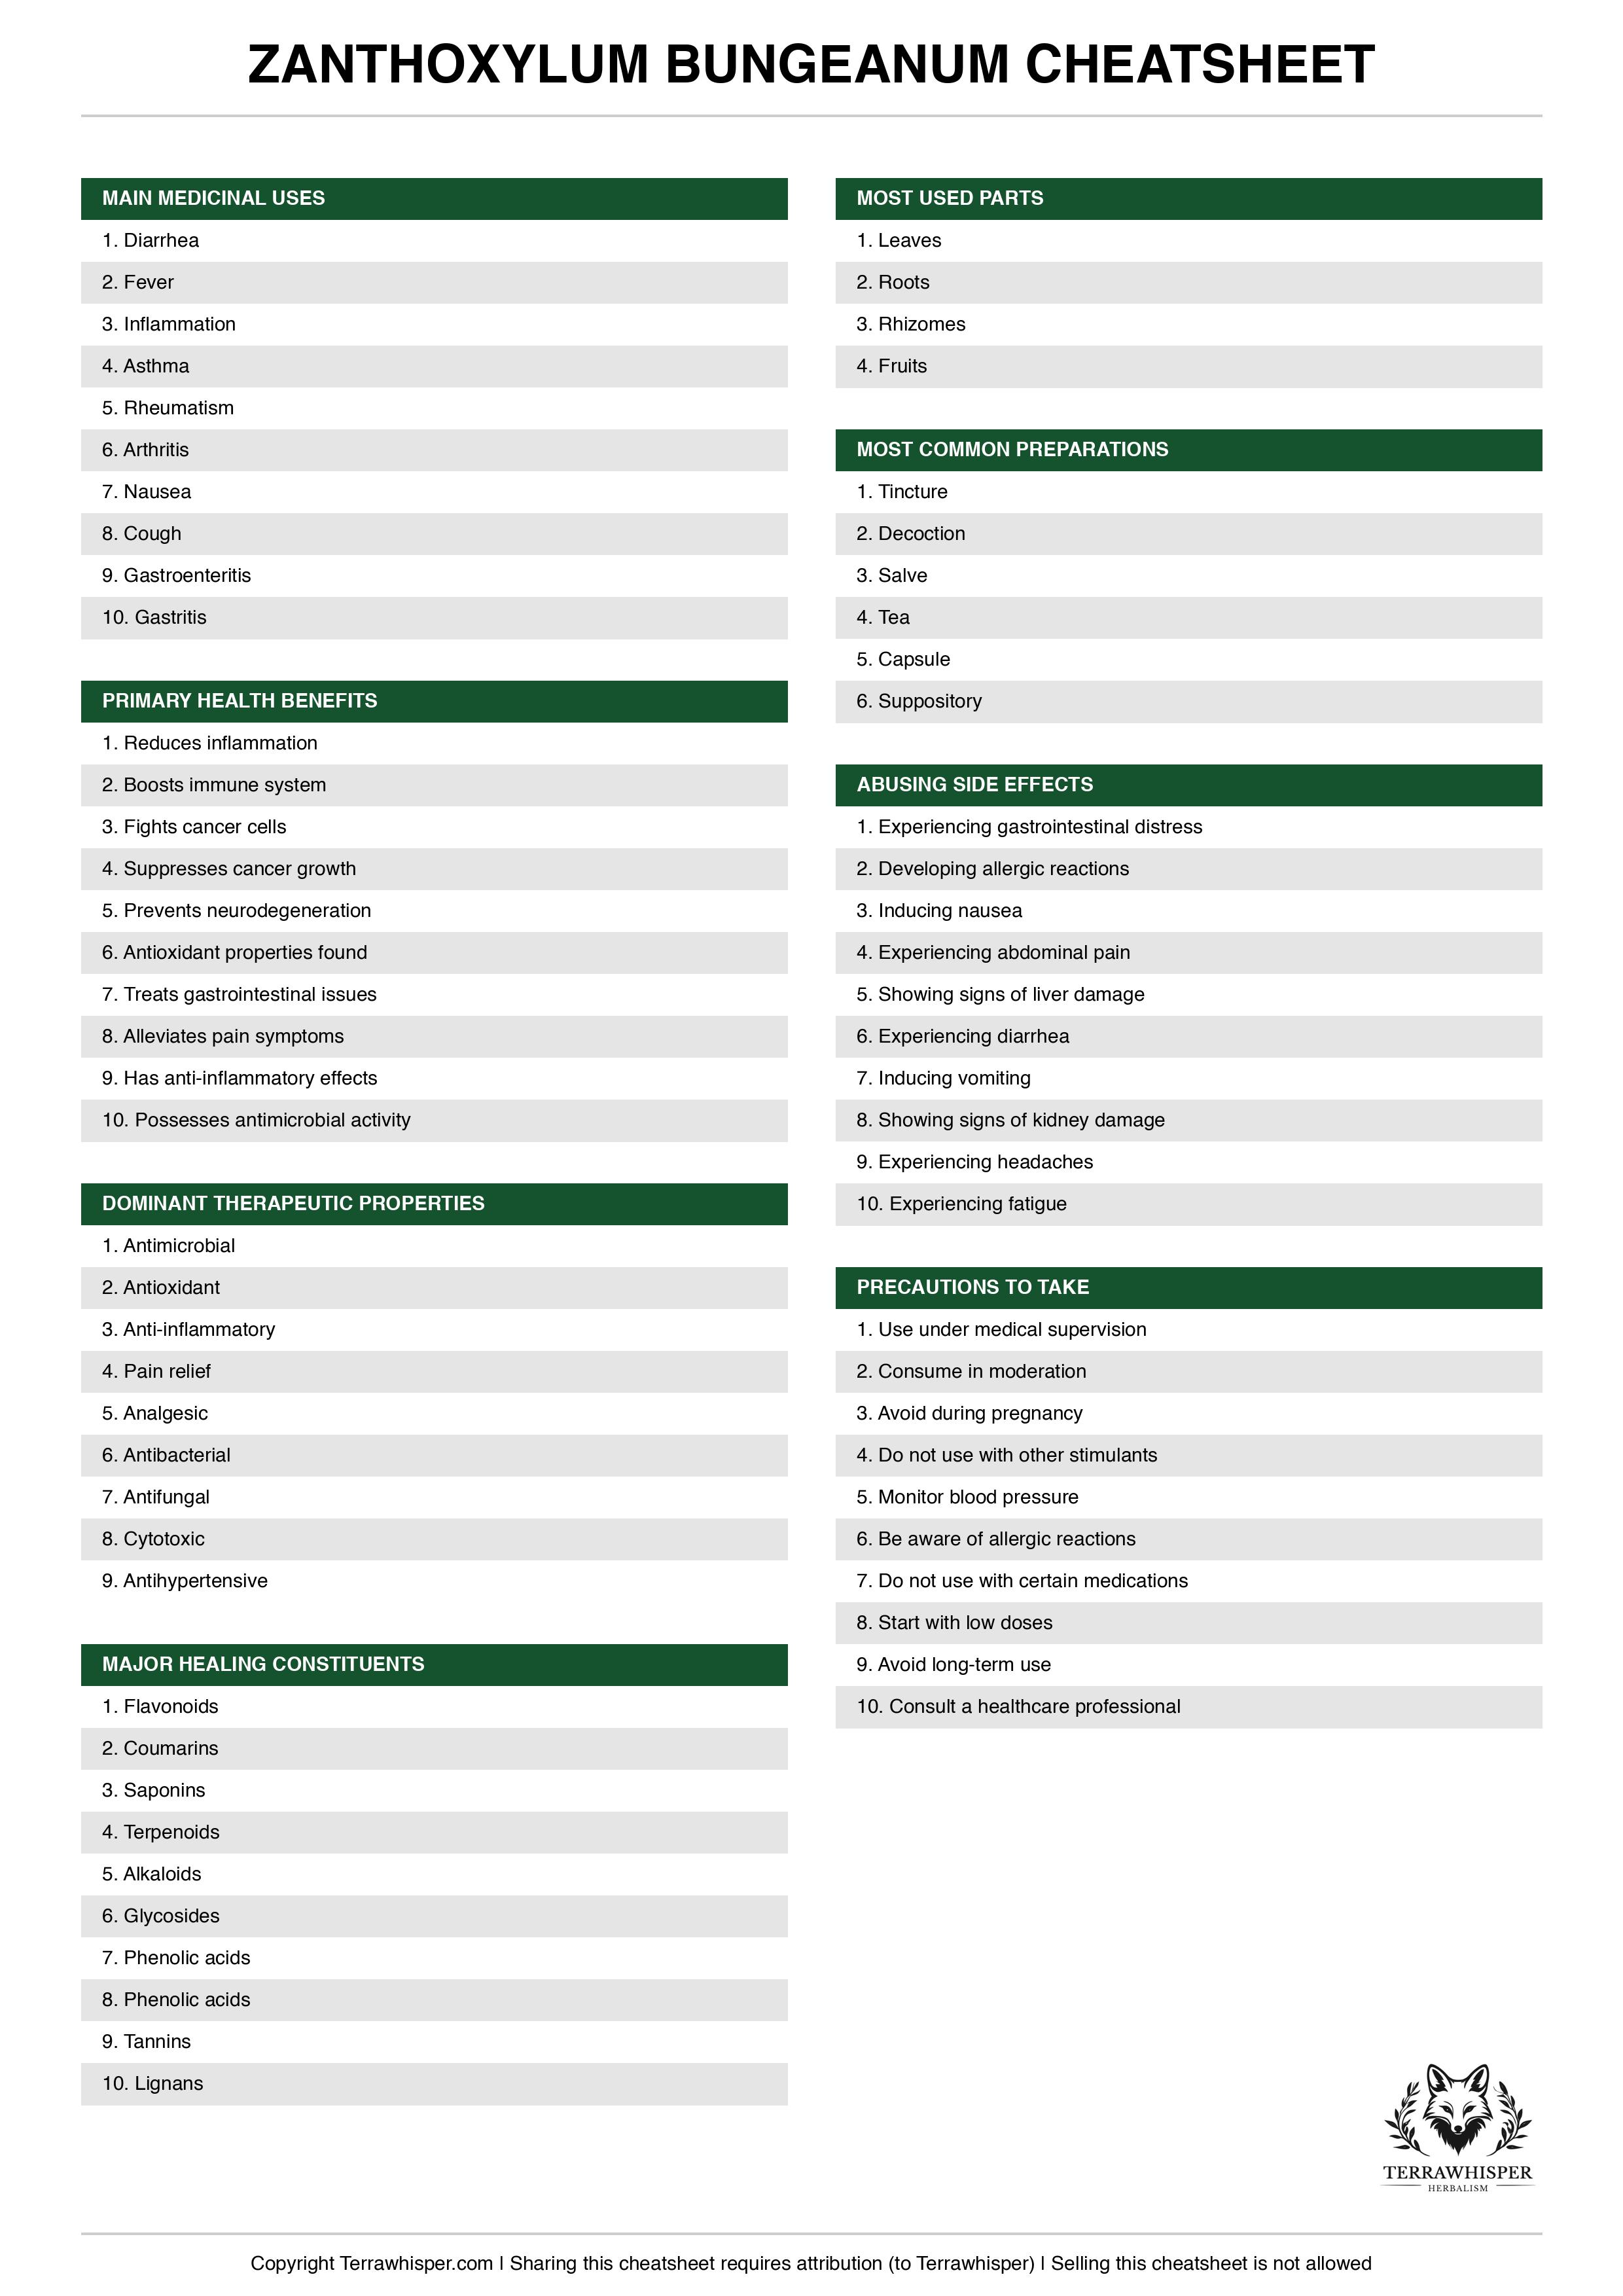 ZANTHOXYLUM BUNGEANUM CHEATSHEET
MAIN MEDICINAL USES
1. Diarrhea
2. Fever
3. Inflammation
4. Asthma
5. Rheumatism
6. Arthritis
7. Nausea
8. Cough
9. Gastroenteritis
10. Gastritis
PRIMARY HEALTH BENEFITS
1. Reduces inflammation
2. Boosts immune system
3. Fights cancer cells
4. Suppresses cancer growth
5. Prevents neurodegeneration
6. Antioxidant properties found
7. Treats gastrointestinal issues
8. Alleviates pain symptoms
9. Has anti-inflammatory effects
10. Possesses antimicrobial activity
DOMINANT THERAPEUTIC PROPERTIES
1. Antimicrobial
2. Antioxidant
3. Anti-inflammatory
4. Pain relief
5. Analgesic
6. Antibacterial
7. Antifungal
8. Cytotoxic
9. Antihypertensive
MAJOR HEALING CONSTITUENTS
1. Flavonoids
2. Coumarins
3. Saponins
4. Terpenoids
5. Alkaloids
6. Glycosides
7. Phenolic acids
8. Phenolic acids
9. Tannins
10. Lignans
MOST USED PARTS
1. Leaves
2. Roots
3. Rhizomes
4. Fruits
MOST COMMON PREPARATIONS
1. Tincture
2. Decoction
3. Salve
4. Tea
5. Capsule
6. Suppository
ABUSING SIDE EFFECTS
1. Experiencing gastrointestinal distress
2. Developing allergic reactions
3. Inducing nausea
4. Experiencing abdominal pain
5. Showing signs of liver damage
6. Experiencing diarrhea
7. Inducing vomiting
8. Showing signs of kidney damage
9. Experiencing headaches
10. Experiencing fatigue
PRECAUTIONS TO TAKE
1. Use under medical supervision
2. Consume in moderation
3. Avoid during pregnancy
4. Do not use with other stimulants
5. Monitor blood pressure
6. Be aware of allergic reactions
7. Do not use with certain medications
8. Start with low doses
9. Avoid long-term use
10. Consult a healthcare professional
TERRAWHISPER
HERBALISM
Copyright Terrawhisper.com | Sharing this cheatsheet requires attribution (to Terrawhisper) | Selling this cheatsheet is not allowed